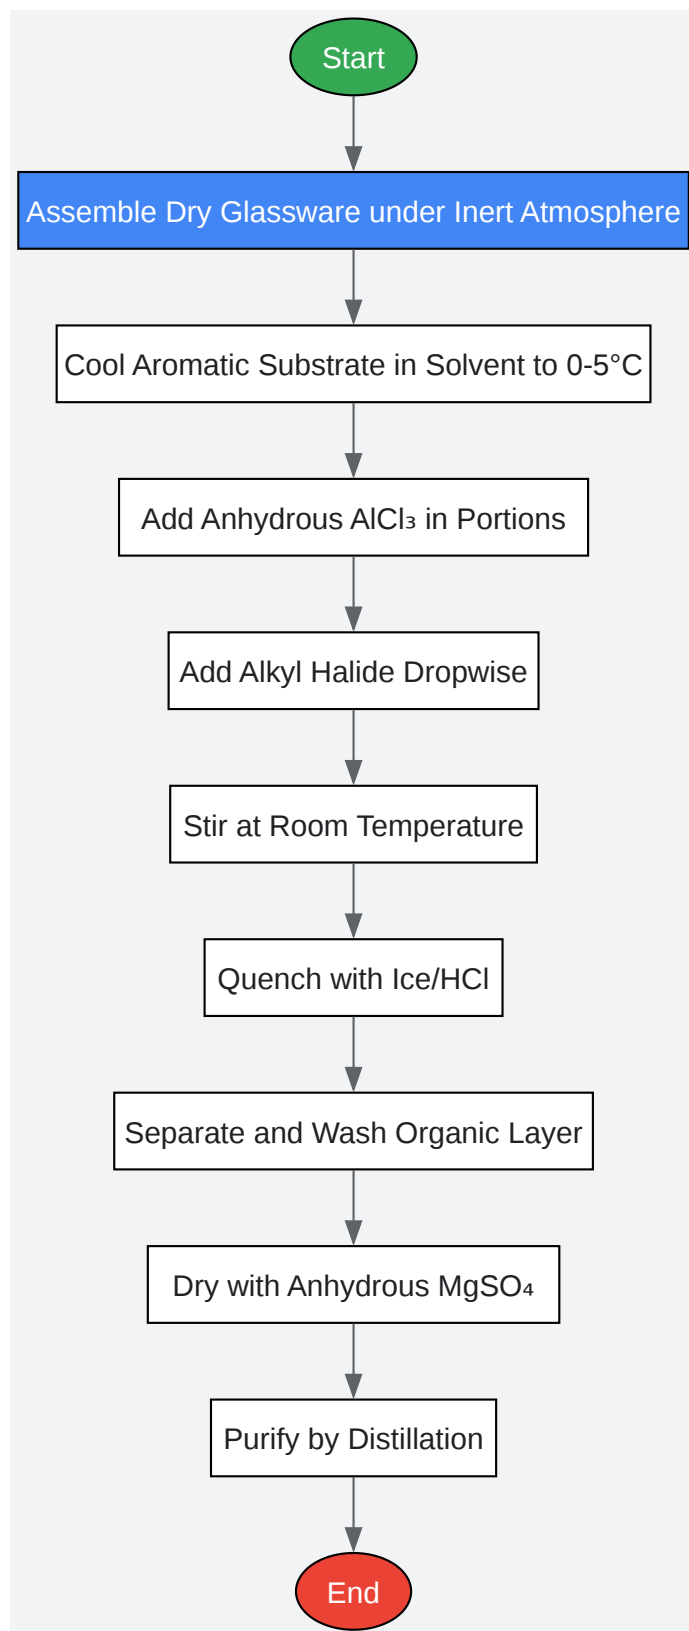 Start
Assemble Dry Glassware under Inert Atmosphere
Cool Aromatic Substrate in Solvent to 0-5°C
Add Anhydrous AlCl₃ in Portions
Add Alkyl Halide Dropwise
Stir at Room Temperature
Quench with Ice/HCl
Separate and Wash Organic Layer
Dry with Anhydrous MgSO₄
Purify by Distillation
End